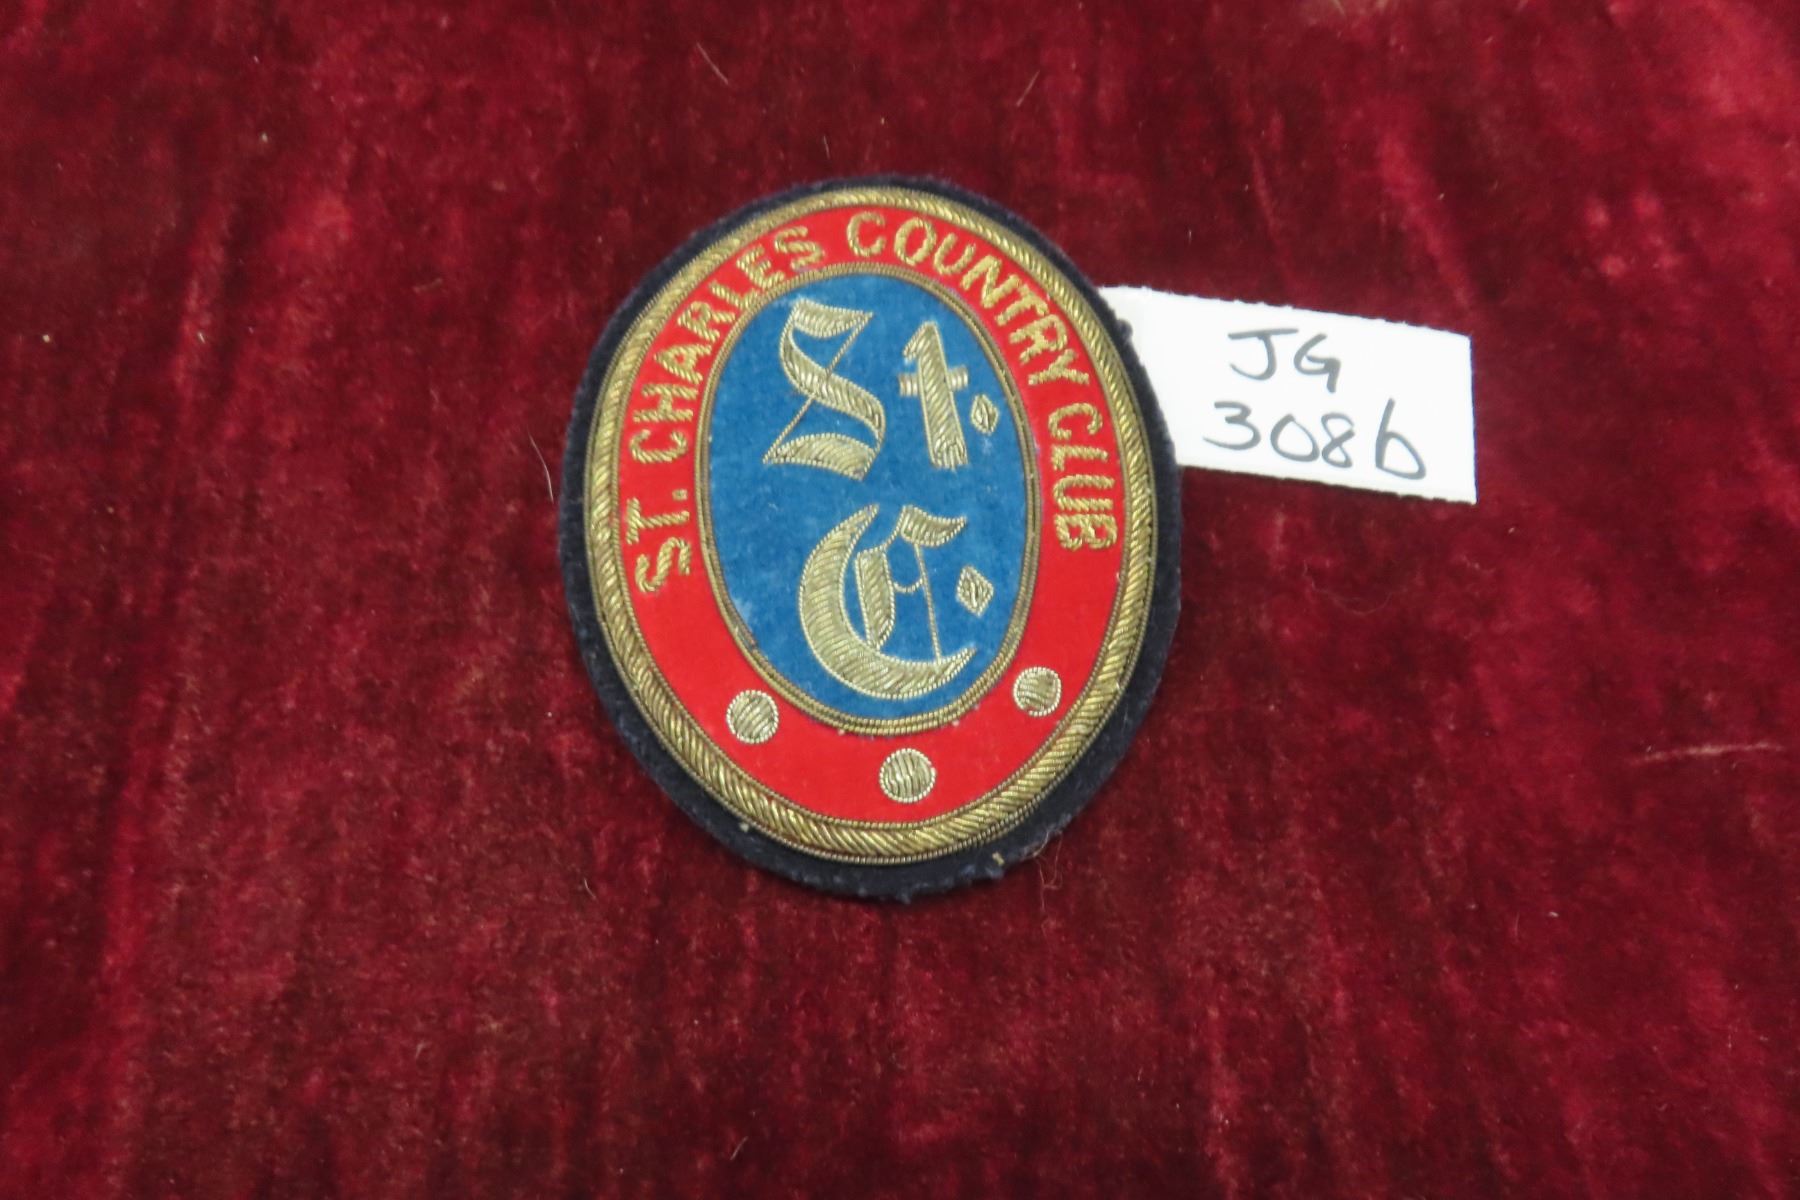 ST. CHARLES COUNTRY CLUB
St.
C.
JG
308b